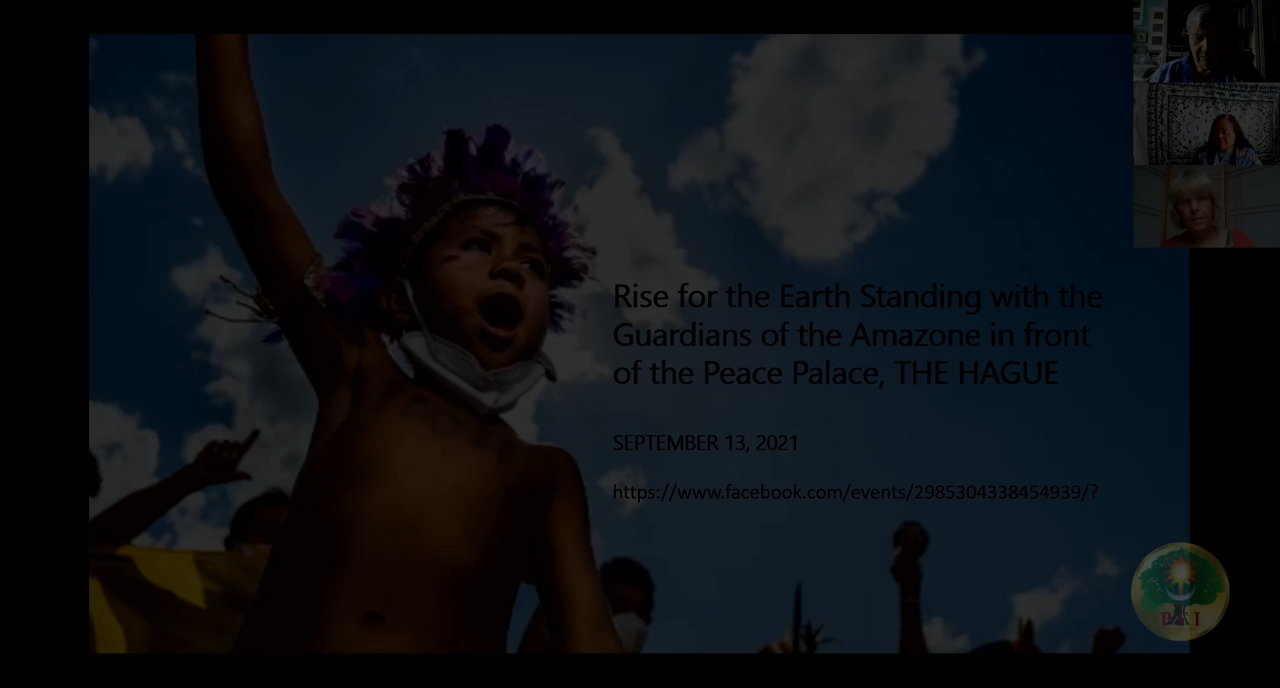 Rise for the Earth Standing with the
Guardians of the Amazone in front
of the Peace Palace, THE HAGUE
SEPTEMBER 13, 2021
https://www.facebook.com/events/2985304338454939/?